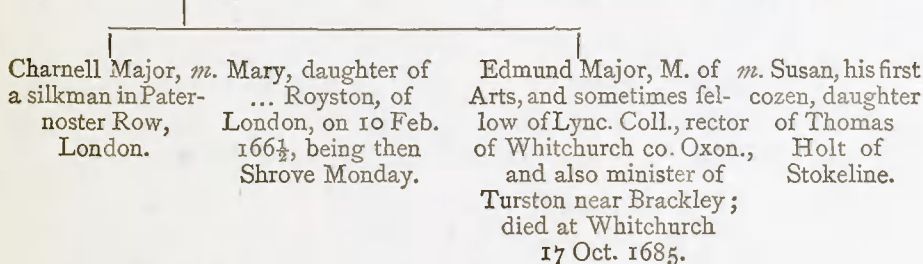 Charnell Major,
a silkman in Pater-
noster Row,
London.
m.
Mary, daughter of
... Royston, of
London, on 10 Feb.
166½, being then
Shrove Monday.
Edmund Major, M. of
Arts, and sometimes fel-
low of Lync. Coll., rector
of Whitchurch co. Oxon.,
and also minister of
Turston near Brackley;
died at Whitchurch
17 Oct. 1685.
m.
Susan, his first
cozen, daughter
of Thomas
Holt of
Stokeline.